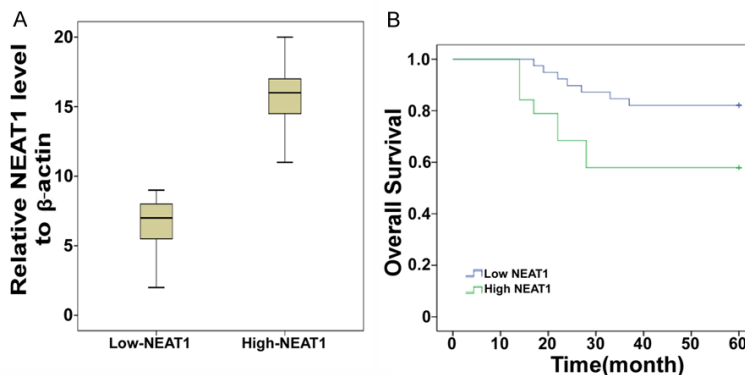 A
Relative NEAT1 level
to β-actin
20
15
10
5
0
Low-NEAT1
High-NEAT1
B
Overall Survival
1.0
0.8
0.6
0.4
0.2
0
Low NEAT1
High NEAT1
0
10
20
30
40
50
60
Time(month)